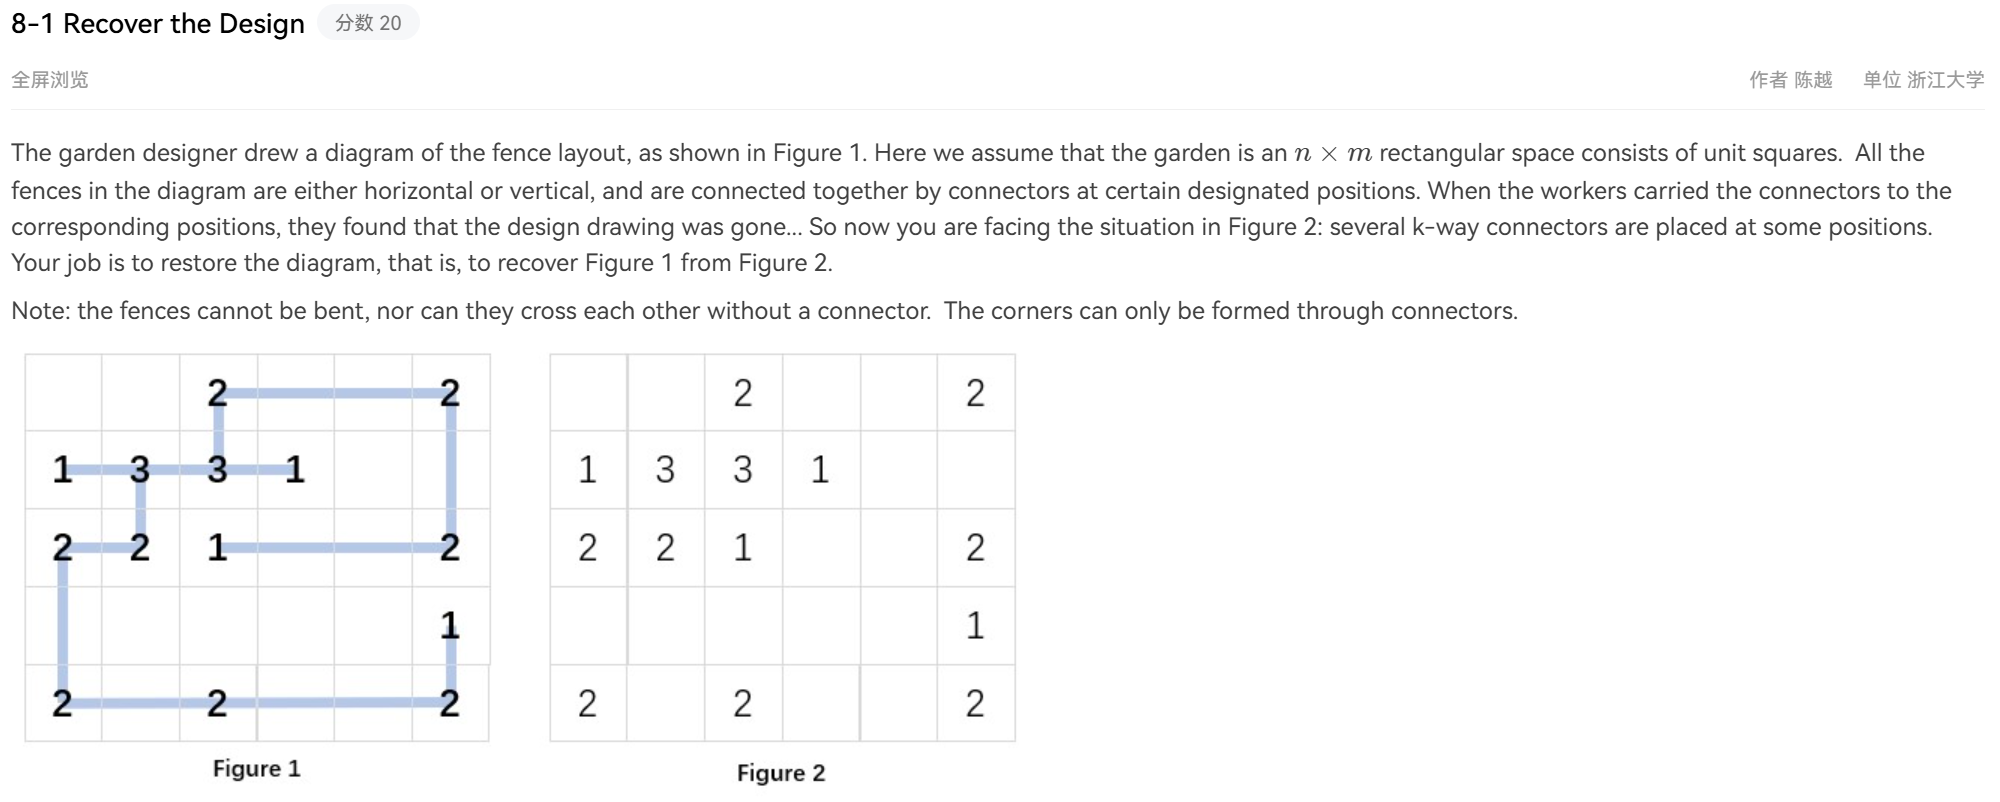 8-1 Recover the Design 分数 20
全屏浏览 作者 陈越 单位 浙江大学
The garden designer drew a diagram of the fence layout, as shown in Figure 1. Here we assume that the garden is an n × m rectangular space consists of unit squares. All the
fences in the diagram are either horizontal or vertical, and are connected together by connectors at certain designated positions. When the workers carried the connectors to the
corresponding positions, they found that the design drawing was gone... So now you are facing the situation in Figure 2: several k-way connectors are placed at some positions.
Your job is to restore the diagram, that is, to recover Figure 1 from Figure 2.
Note: the fences cannot be bent, nor can they cross each other without a connector. The corners can only be formed through connectors.
2 2
1 3 3 1
2 2 1 2
1
2 2 2
Figure 1
2 2
1 3 3 1
2 2 1 2
1
2 2 2
Figure 2